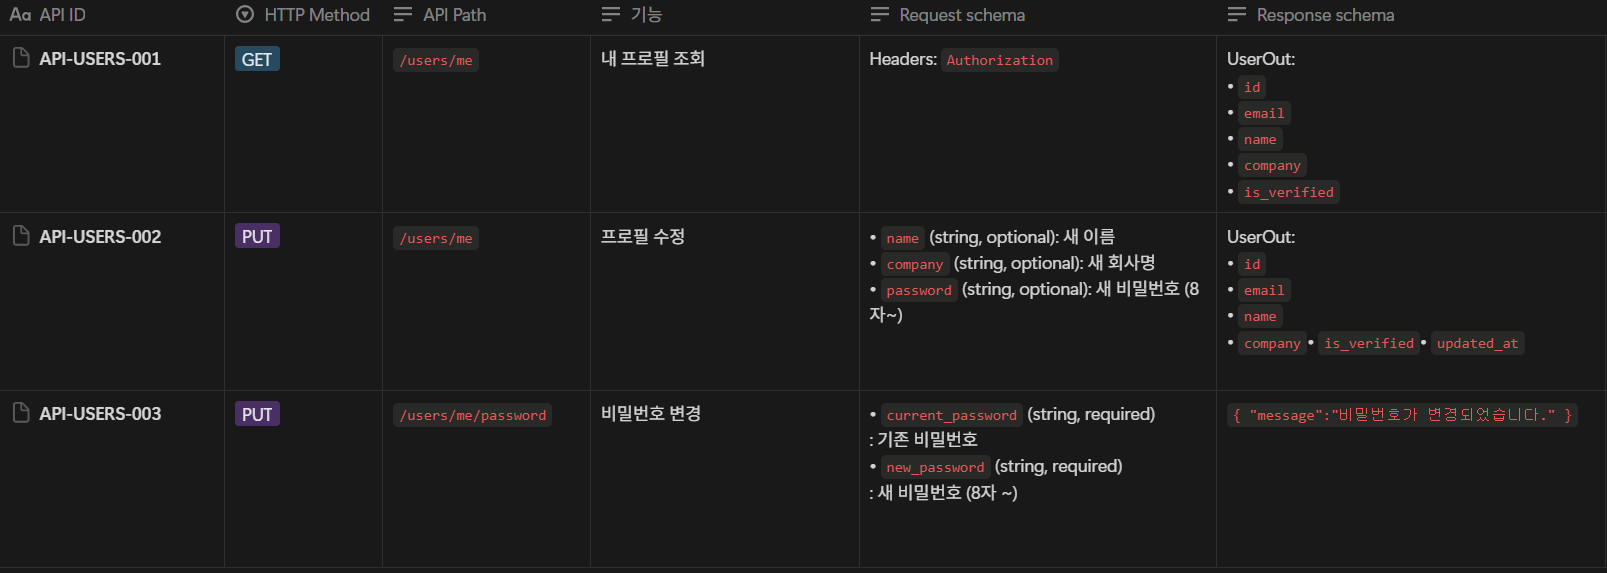 Aa API ID HTTP Method API Path 기능 Request schema Response schema
API-USERS-001 GET /users/me 내 프로필 조회 Headers: Authorization UserOut:
• id
• email
• name
• company
• is_verified
API-USERS-002 PUT /users/me 프로필 수정 • name (string, optional): 새 이름 UserOut:
• company (string, optional): 새 회사명 • id
• password (string, optional): 새 비밀번호 (8 • email
자~) • name
• company• is_verified• updated_at
API-USERS-003 PUT /users/me/password 비밀번호 변경 • current_password (string, required) { "message":"비밀번호가 변경되었습니다." }
: 기존 비밀번호
• new_password (string, required)
: 새 비밀번호 (8자 ~)